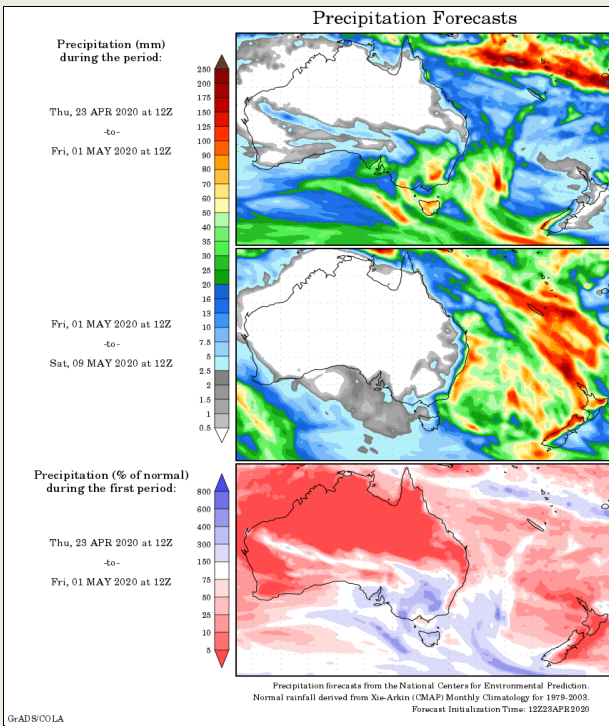 Precipitation Forecasts
Precipitation (mm)
during the period:
Thu, 23 APR 2020 at 12Z
-to-
Fri, 01 MAY 2020 at 12Z
250
200
175
150
125
100
90
80
70
60
50
40
35
30
25
20
16
13
10
7.5
5
2.5
2
1.5
1
0.5
Fri, 01 MAY 2020 at 12Z
-to-
Sat, 09 MAY 2020 at 12Z
Precipitation (% of normal)
during the first period:
Thu, 23 APR 2020 at 12Z
-to-
Fri, 01 MAY 2020 at 12Z
800
600
400
300
150
75
50
25
10
5
Precipitation forecasts from the National Centers for Environmental Prediction.
Normal rainfall derived from Xie-Arkin (CMAP) Monthly Climatology for 1979-2003.
Forecast Initialization Time: 12Z23APR2020
GrADS/COLA